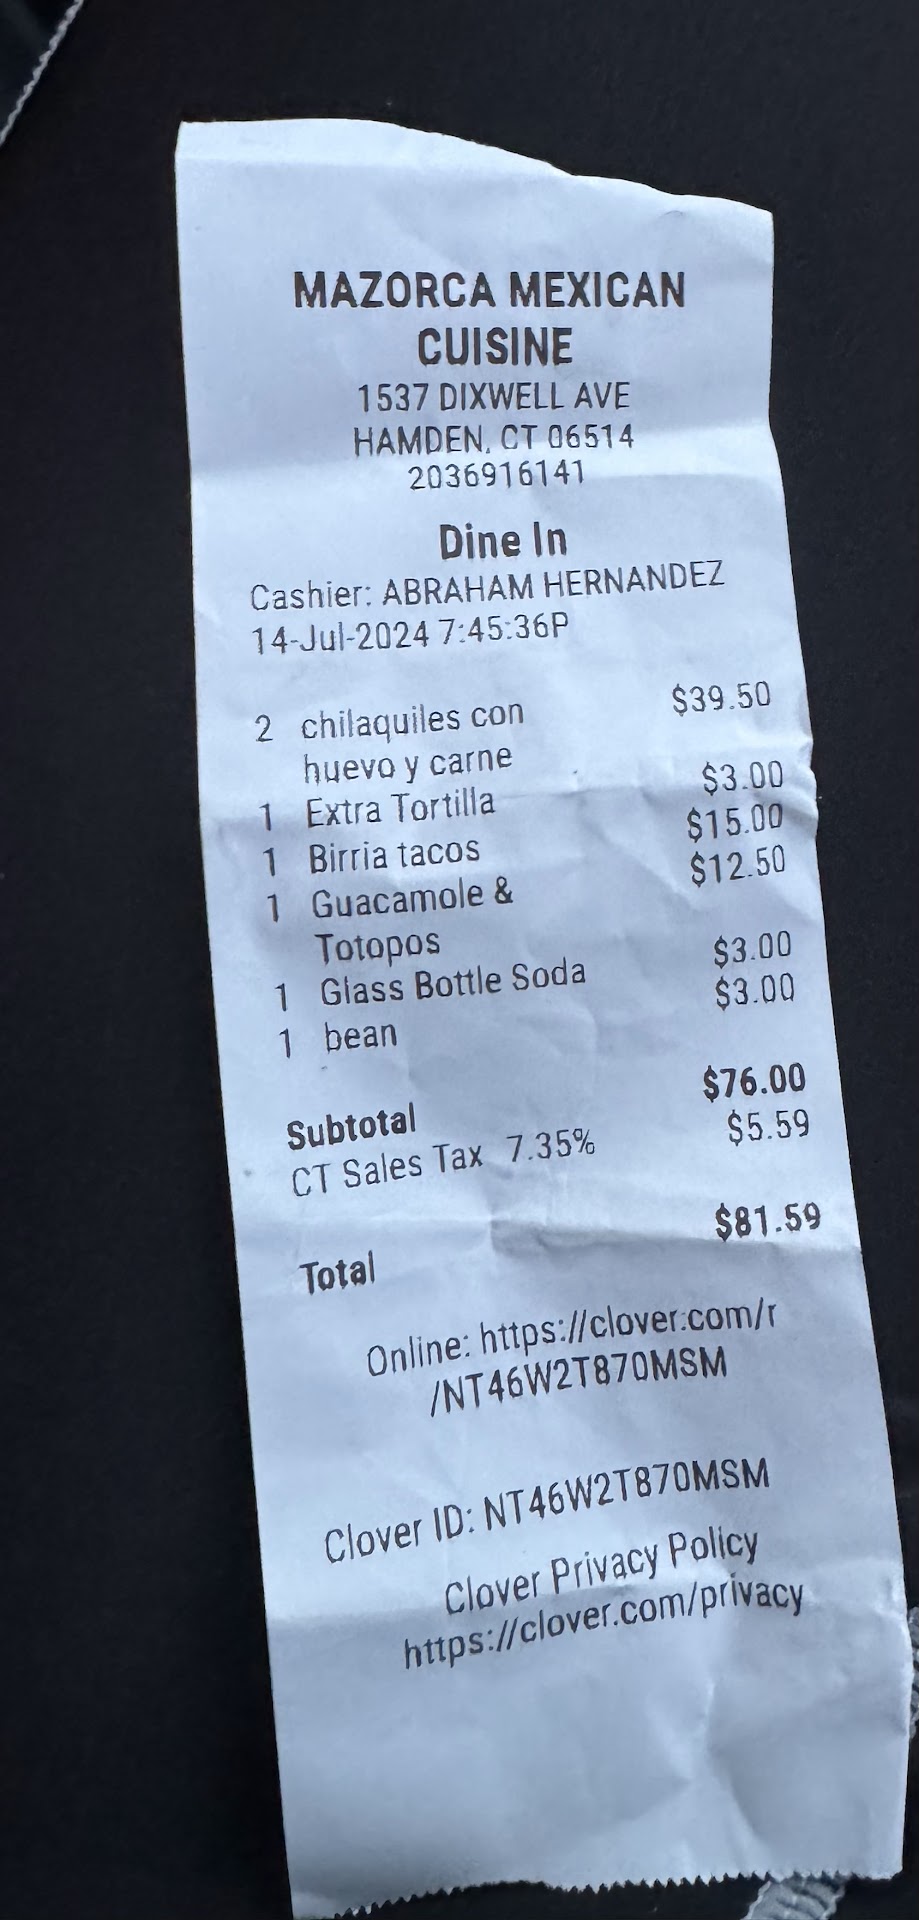 MAZORCA MEXICAN
CUISINE
1537 DIXWELL AVE
HAMDEN, CT 06514
2036916141
Dine In
Cashier: ABRAHAM HERNANDEZ
14-Jul-2024 7:45:36P
2 chilaquiles con $39.50
huevo y carne
1 Extra Tortilla $3.00
1 Birria tacos $15.00
1 Guacamole & $12.50
Totopos
1 Glass Bottle Soda $3.00
1 bean $3.00
Subtotal $76.00
CT Sales Tax 7.35% $5.59
Total $81.59
Online: https://clover.com/r
/NT46W2T870MSM
Clover ID: NT46W2T870MSM
Clover Privacy Policy
https://clover.com/privacy